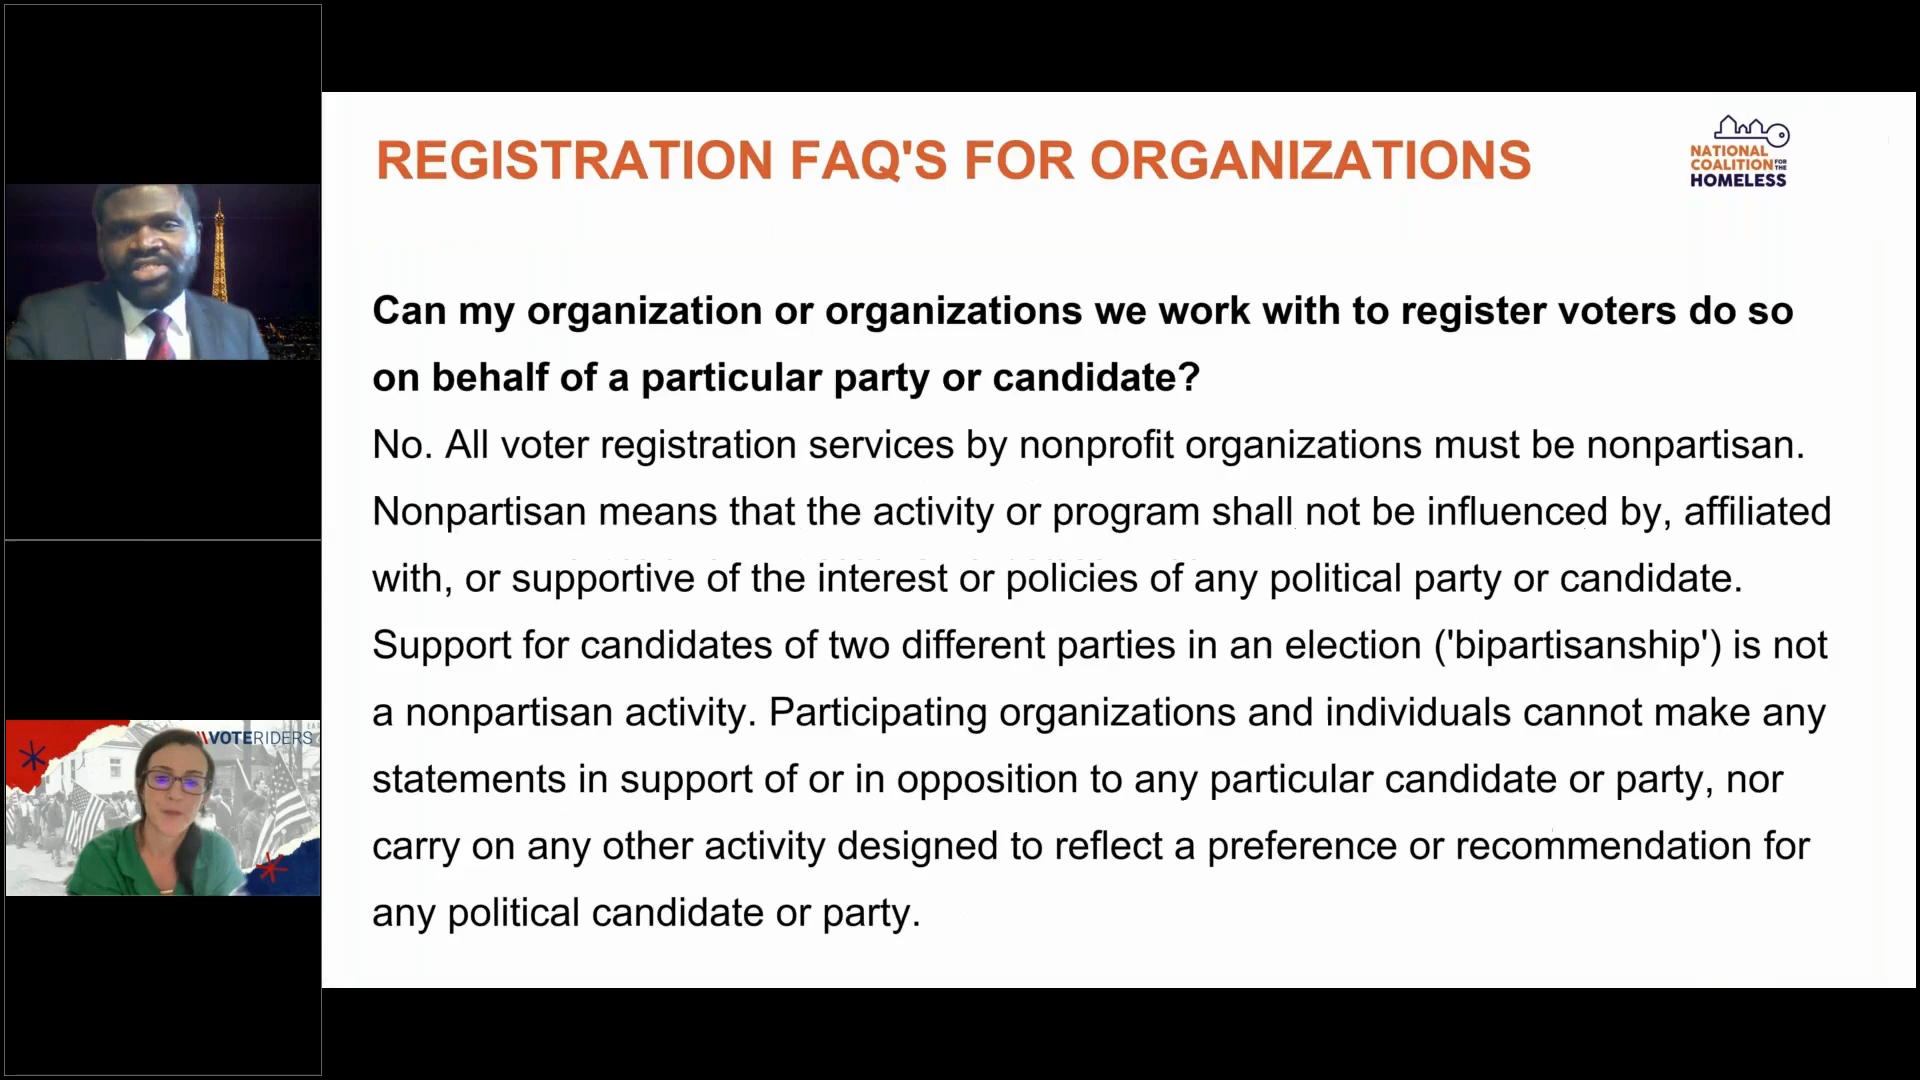 REGISTRATION FAQ'S FOR ORGANIZATIONS
NATIONAL
COALITION FOR THE
HOMELESS
Can my organization or organizations we work with to register voters do so
on behalf of a particular party or candidate?
No. All voter registration services by nonprofit organizations must be nonpartisan.
Nonpartisan means that the activity or program shall not be influenced by, affiliated
with, or supportive of the interest or policies of any political party or candidate.
Support for candidates of two different parties in an election ('bipartisanship') is not
a nonpartisan activity. Participating organizations and individuals cannot make any
statements in support of or in opposition to any particular candidate or party, nor
carry on any other activity designed to reflect a preference or recommendation for
any political candidate or party.
VOTERIDERS